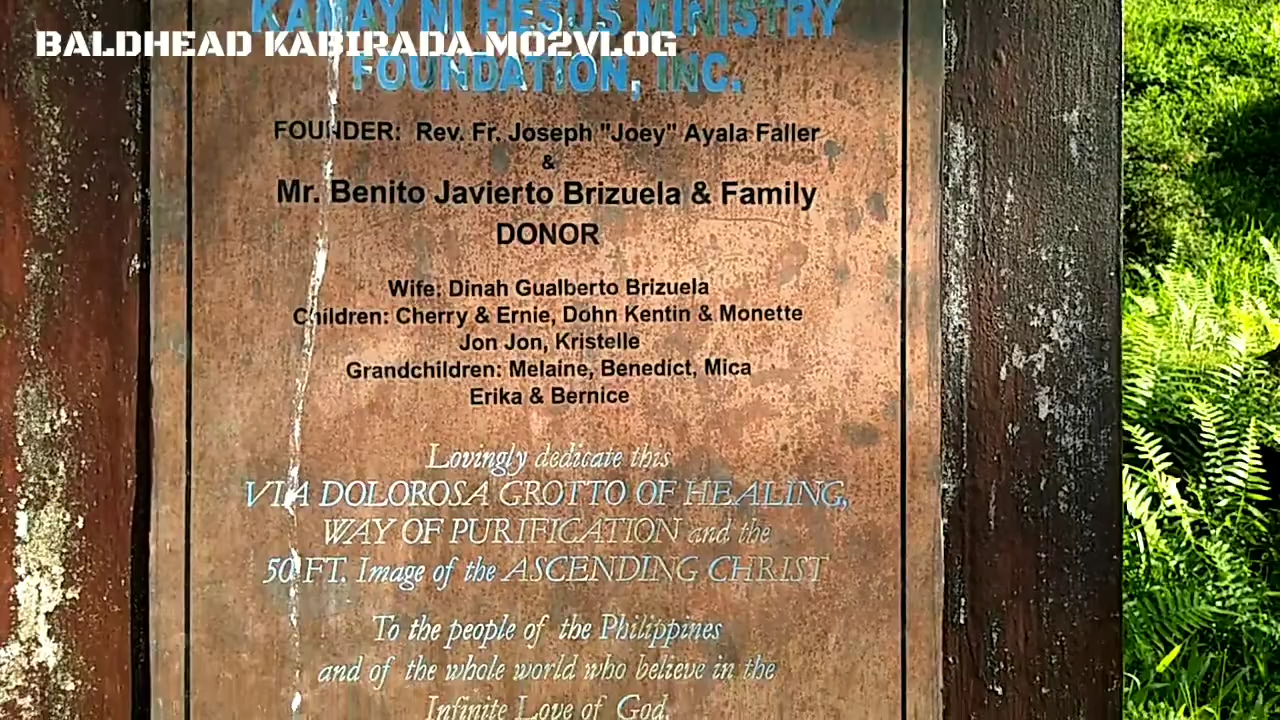 KAMAY NI HESUS MINISTRY
BALDHEAD KABIRADA_MO2VLOG
FOUNDATION, INC.
FOUNDER: Rev. Fr. Joseph "Joey" Ayala Faller
&
Mr. Benito Javierto Brizuela & Family
DONOR
Wife: Dinah Gualberto Brizuela
Children: Cherry & Ernie, Dohn Kentin & Monette
Jon Jon, Kristelle
Grandchildren: Melaine, Benedict, Mica
Erika & Bernice
Lovingly dedicate this
VIA DOLOROSA GROTTO OF HEALING,
WAY OF PURIFICATION and the
50 FT. Image of the ASCENDING CHRIST
To the people of the Philippines
and of the whole world who believe in the
Infinite Love of God.